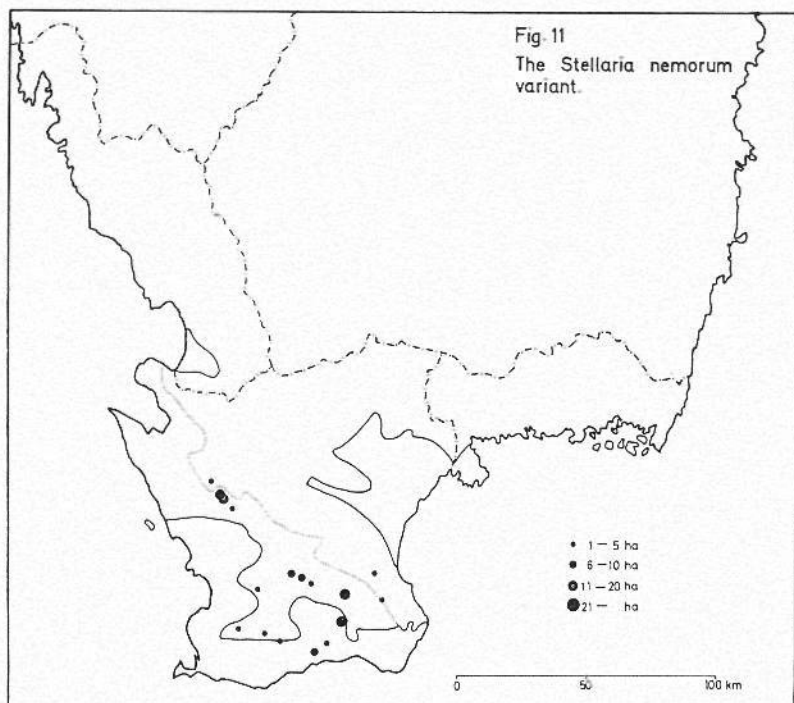 Fig. 11
The Stellaria nemorum
variant.
1 — 5 ha
6 — 10 ha
11 — 20 ha
21 — ha
0 50 100 km